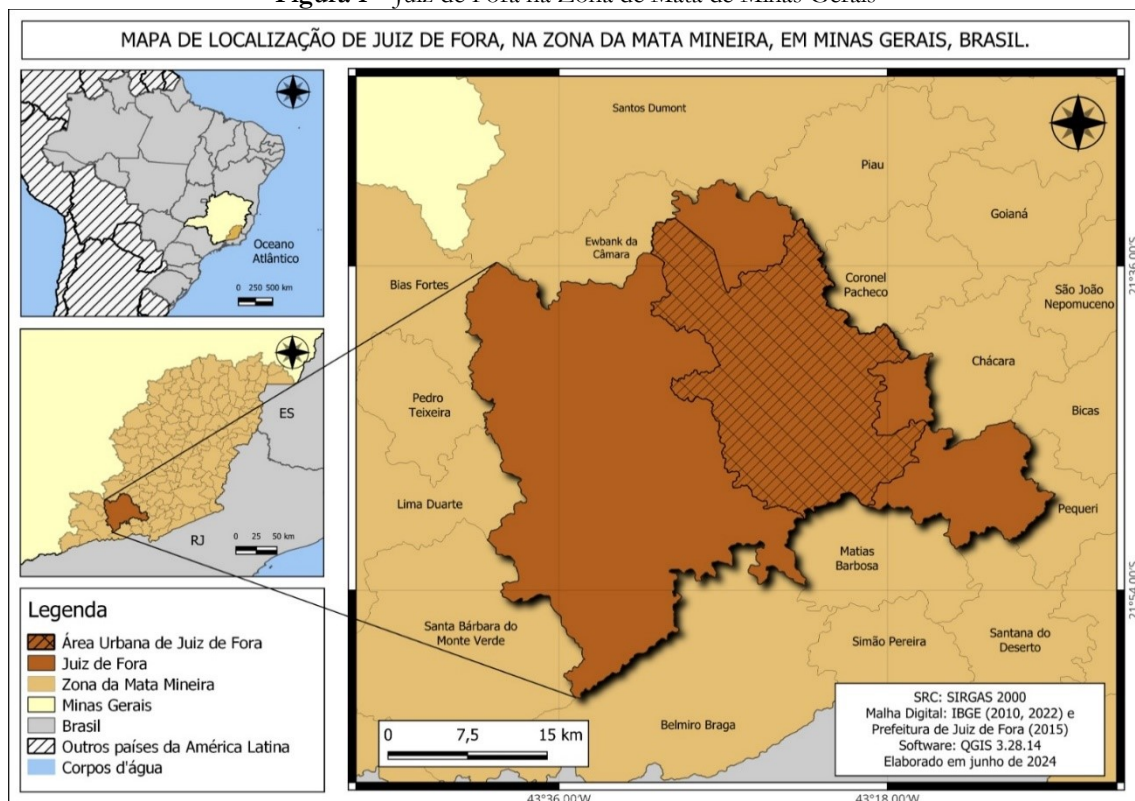 Figura 1 - Juiz de Fora na Zona de Mata de Minas Gerais
MAPA DE LOCALIZAÇÃO DE JUIZ DE FORA, NA ZONA DA MATA MINEIRA, EM MINAS GERAIS, BRASIL.
Oceano
Atlântico
0 250 500 km
ES
RJ
0 25 50 km
Legenda
Área Urbana de Juiz de Fora
Juiz de Fora
Zona da Mata Mineira
Minas Gerais
Brasil
Outros países da América Latina
Corpos d'água
Santos Dumont
Piau
Goianá
Ewbank da
Câmara
Bias Fortes
Coronel
Pacheco
São João
Nepomuceno
Chácara
Pedro
Teixeira
Bicas
Lima Duarte
Pequeri
Matias
Barbosa
Santa Bárbara do
Monte Verde
Simão Pereira
Santana do
Deserto
Belmiro Braga
0 7,5 15 km
SRC: SIRGAS 2000
Malha Digital: IBGE (2010, 2022) e
Prefeitura de Juiz de Fora (2015)
Software: QGIS 3.28.14
Elaborado em junho de 2024
21°36.00'S
21°54.00'S
43°36.00'W
43°18.00'W